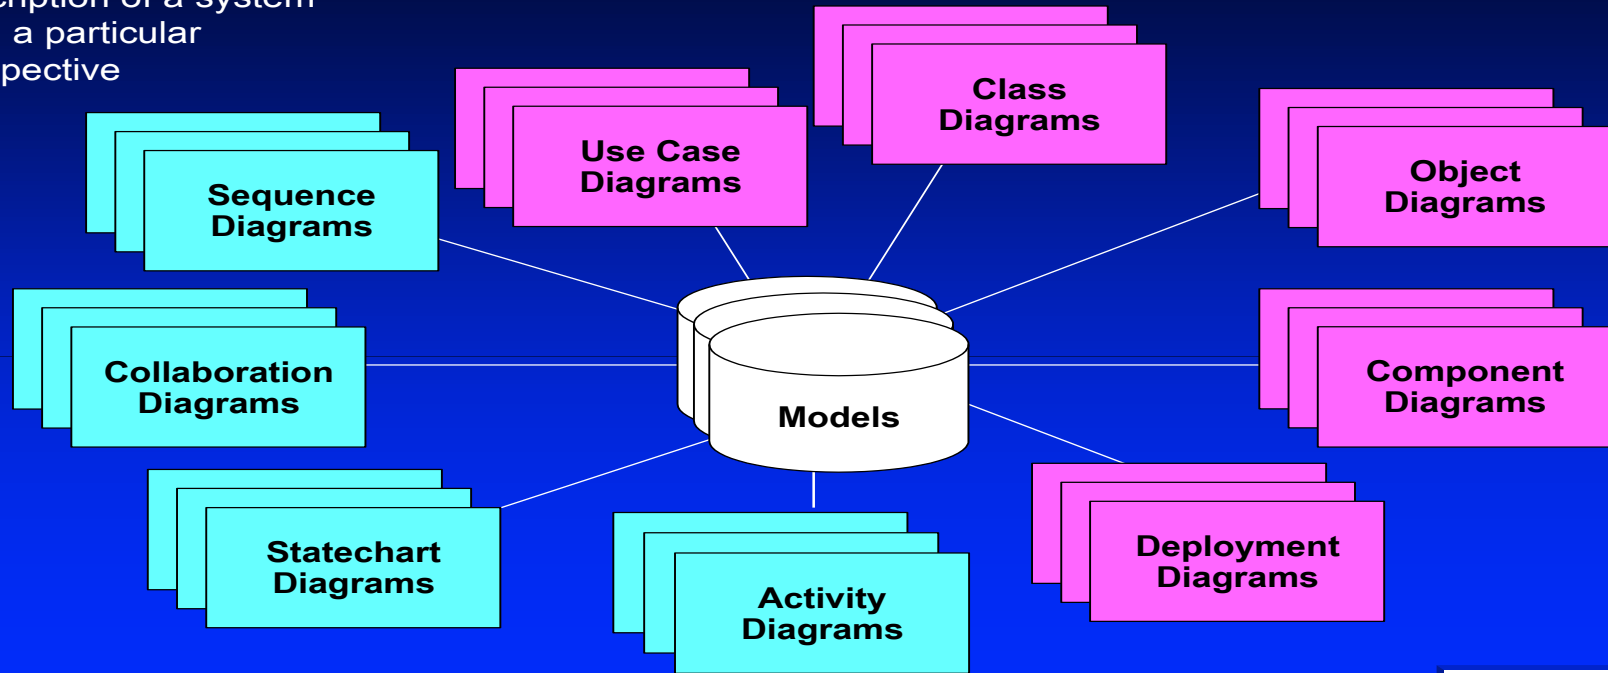 a system
a particular
Class
Diagrams
Use Case
Diagrams
Object
Diagrams
Sequence
Diagrams
Collaboration
Diagrams
Component
Diagrams
Models
Statechart
Diagrams
Deployment
Diagrams
Activity
Diagrams